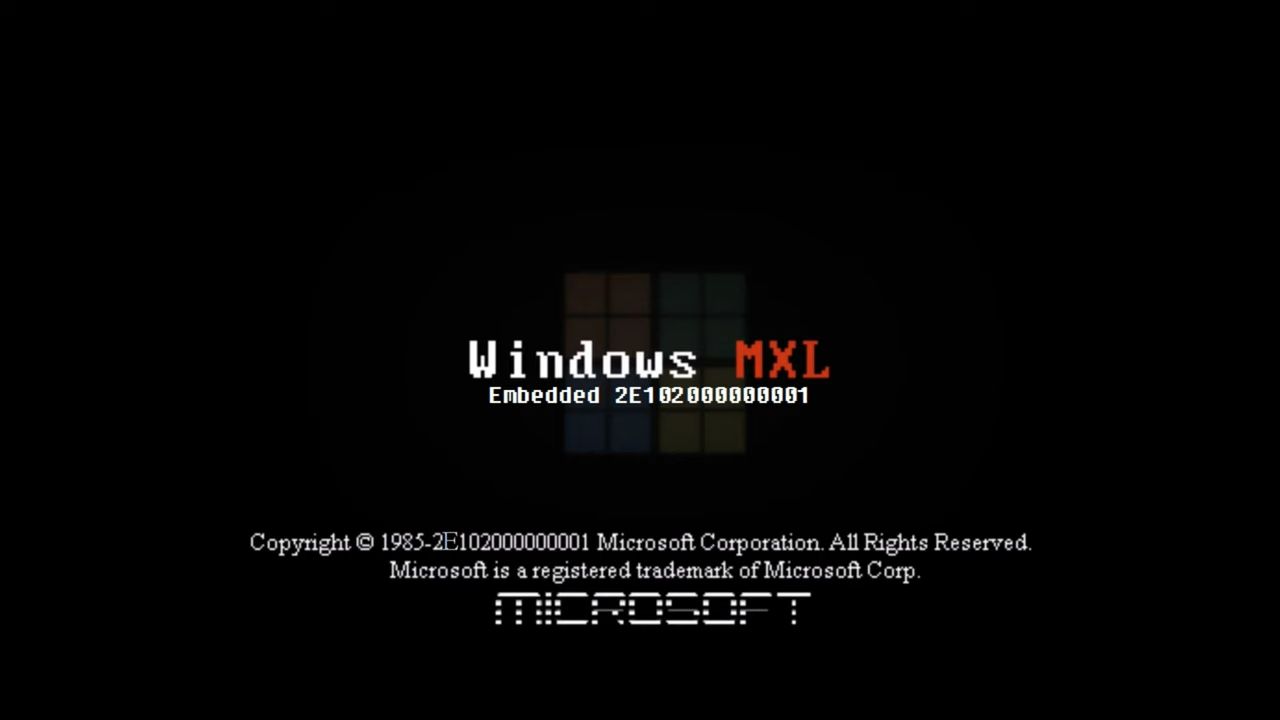 Windows MXL
Embedded 2E102000000001
Copyright © 1985-2E102000000001 Microsoft Corporation. All Rights Reserved.
Microsoft is a registered trademark of Microsoft Corp.
MICROSOFT